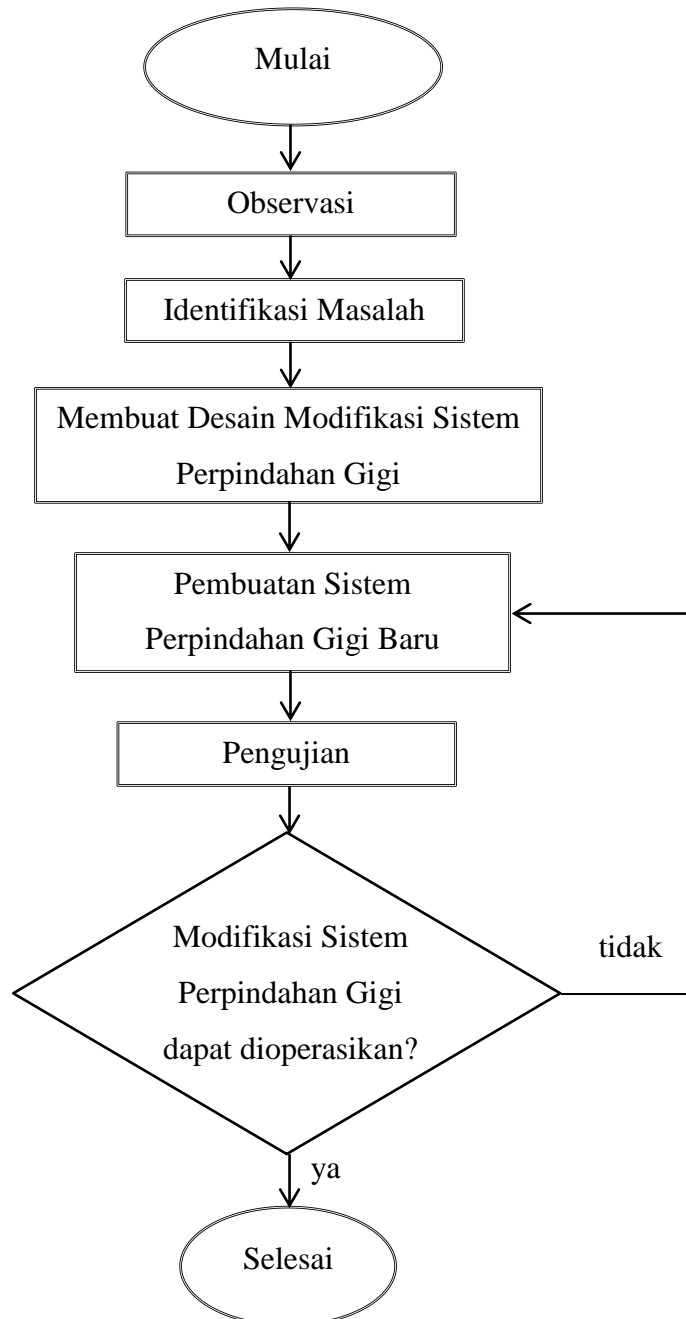 Mulai
Observasi
Identifikasi Masalah
Membuat Desain Modifikasi Sistem
Perpindahan Gigi
Pembuatan Sistem
Perpindahan Gigi Baru
Pengujian
Modifikasi Sistem
Perpindahan Gigi
dapat dioperasikan?
tidak
ya
Selesai